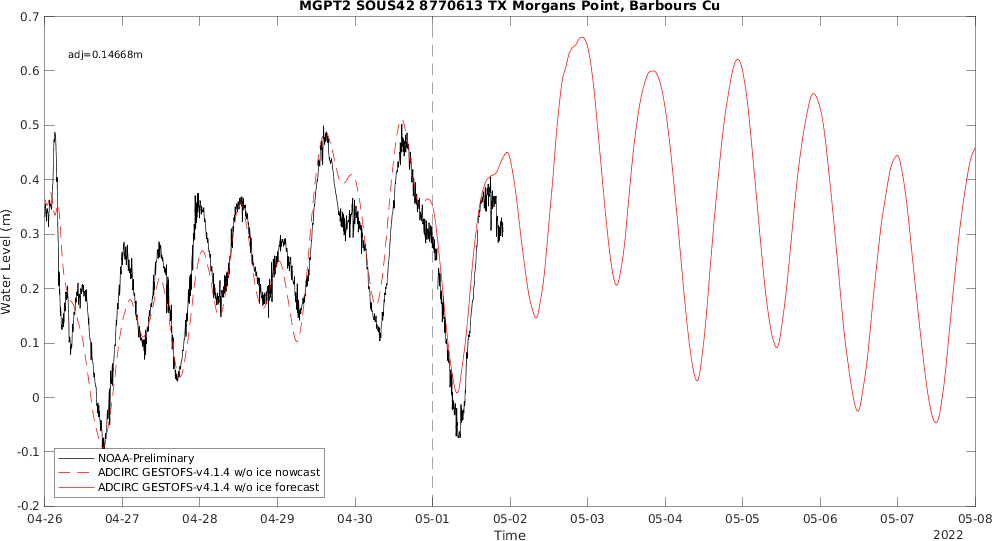 MGPT2 SOUS42 8770613 TX Morgans Point, Barbours Cu
adj=0.14668m
Water Level (m)
0.7
0.6
0.5
0.4
0.3
0.2
0.1
0
-0.1
-0.2
NOAA-Preliminary
ADCIRC GESTOFS-v4.1.4 w/o ice nowcast
ADCIRC GESTOFS-v4.1.4 w/o ice forecast
04-26 04-27 04-28 04-29 04-30 05-01 05-02 05-03 05-04 05-05 05-06 05-07 05-08
Time
2022